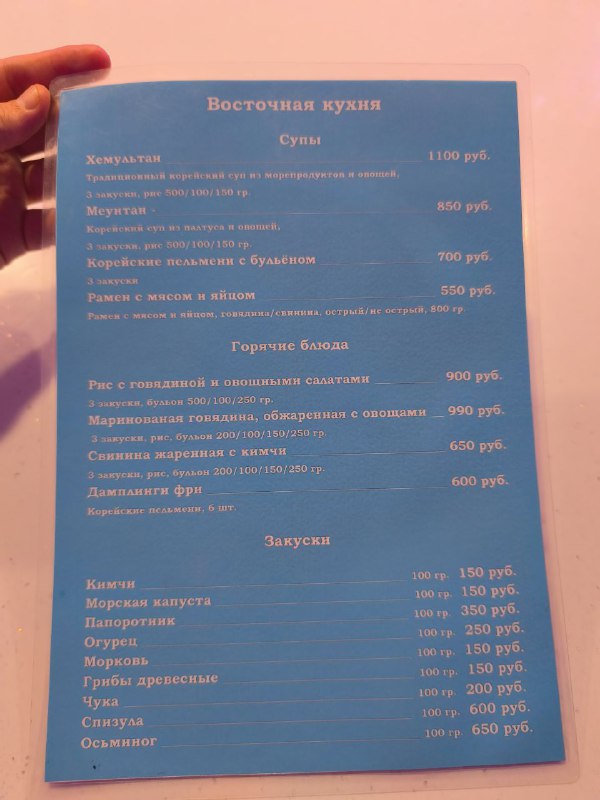 Восточная кухня
Супы
Хемультан 1100 руб.
Традиционный корейский суп из морепродуктов и овощей,
3 закуски, рис 500/100/150 гр.
Меунтан - 850 руб.
Корейский суп из палтуса и овощей,
3 закуски, рис 500/100/150 гр.
Корейские пельмени с бульёном 700 руб.
3 закуски
Рамен с мясом и яйцом 550 руб.
Рамен с мясом и яйцом, говядина/свинина, острый/не острый, 800 гр.
Горячие блюда
Рис с говядиной и овощными салатами 900 руб.
3 закуски, бульон 500/100/250 гр.
Маринованая говядина, обжаренная с овощами 990 руб.
3 закуски, рис, бульон 200/100/150/250 гр.
Свинина жаренная с кимчи 650 руб.
3 закуски, рис, бульон 200/100/150/250 гр.
Дамплинги фри 600 руб.
Корейские пельмени, 6 шт.
Закуски
Кимчи 100 гр. 150 руб.
Морская капуста 100 гр. 150 руб.
Папоротник 100 гр. 350 руб.
Огурец 100 гр. 250 руб.
Морковь 100 гр. 150 руб.
Грибы древесные 100 гр. 150 руб.
Чука 100 гр. 200 руб.
Спизула 100 гр. 600 руб.
Осьминог 100 гр. 650 руб.